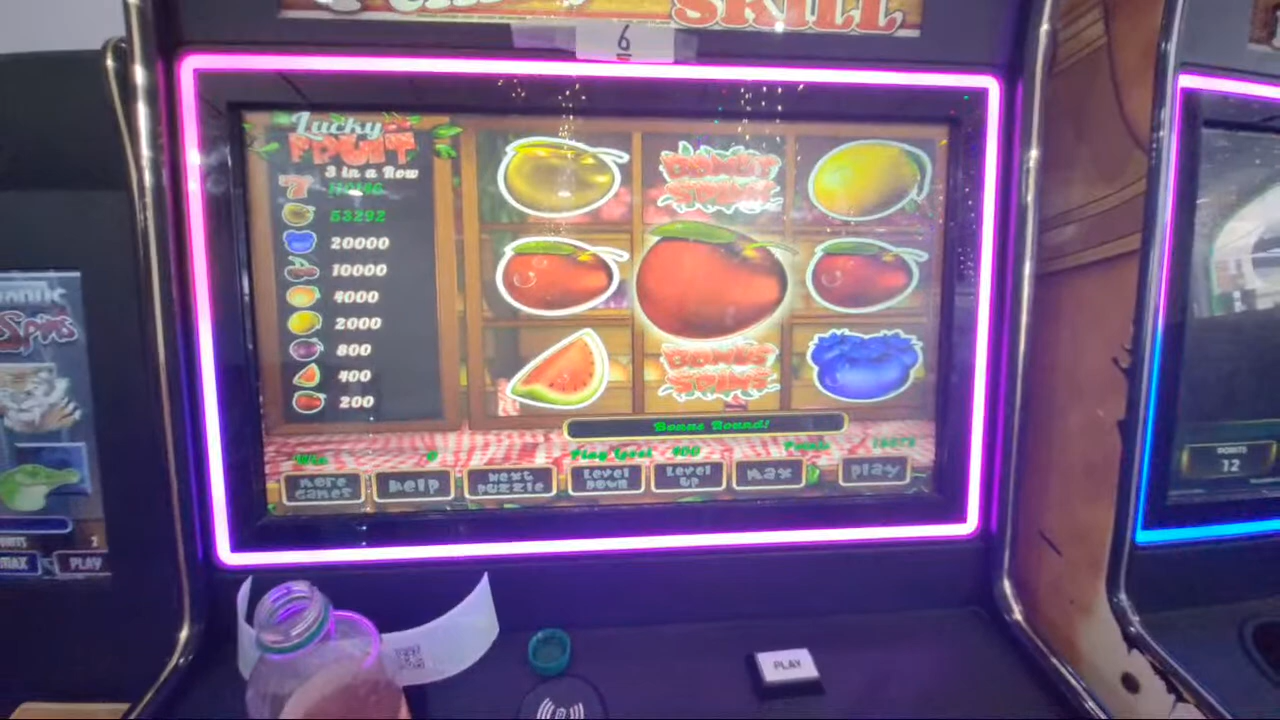 SKILL
6
Lucky
FRUIT
3 in a Row
53292
20000
10000
4000
2000
800
400
200
BONUS
SPINS
BONUS
SPINS
Bonus Round!
Win 0
Play Level 400
Points
more
games
help
next
puzzle
Level
Down
Level
up
max
play
PLAY
Spins
MAX
PLAY
POINTS
12